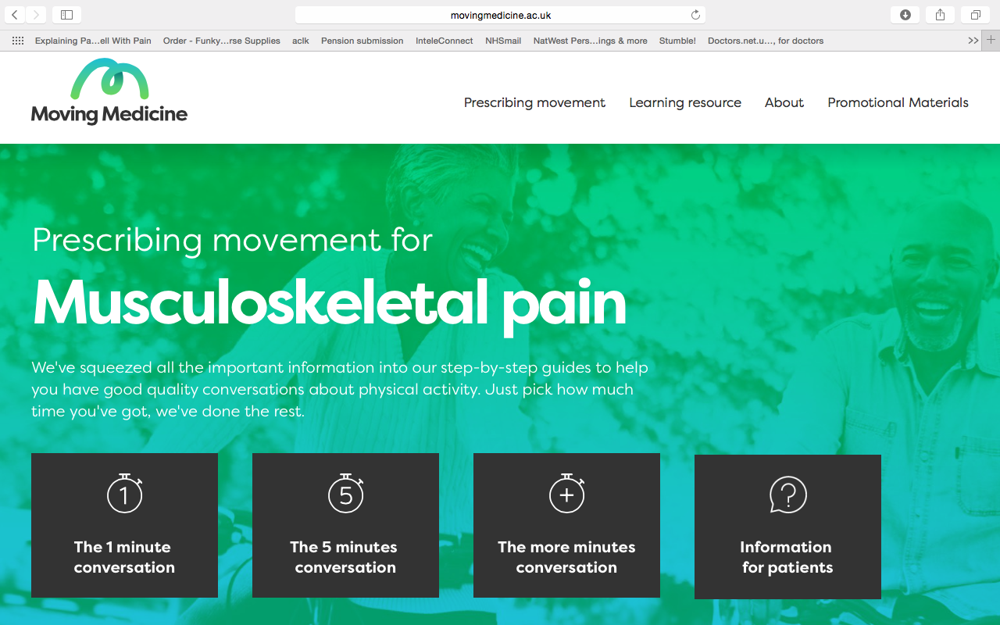 movingmedicine.ac.uk
Explaining Pa...ell With Pain Order - Funky...rse Supplies aclk Pension submission InteleConnect NHSmail NatWest Pers...ings & more Stumble! Doctors.net.u..., for doctors >>
Moving Medicine
Prescribing movement Learning resource About Promotional Materials
Prescribing movement for
Musculoskeletal pain
We've squeezed all the important information into our step-by-step guides to help
you have good quality conversations about physical activity. Just pick how much
time you've got, we've done the rest.
1
The 1 minute
conversation
5
The 5 minutes
conversation
+
The more minutes
conversation
?
Information
for patients